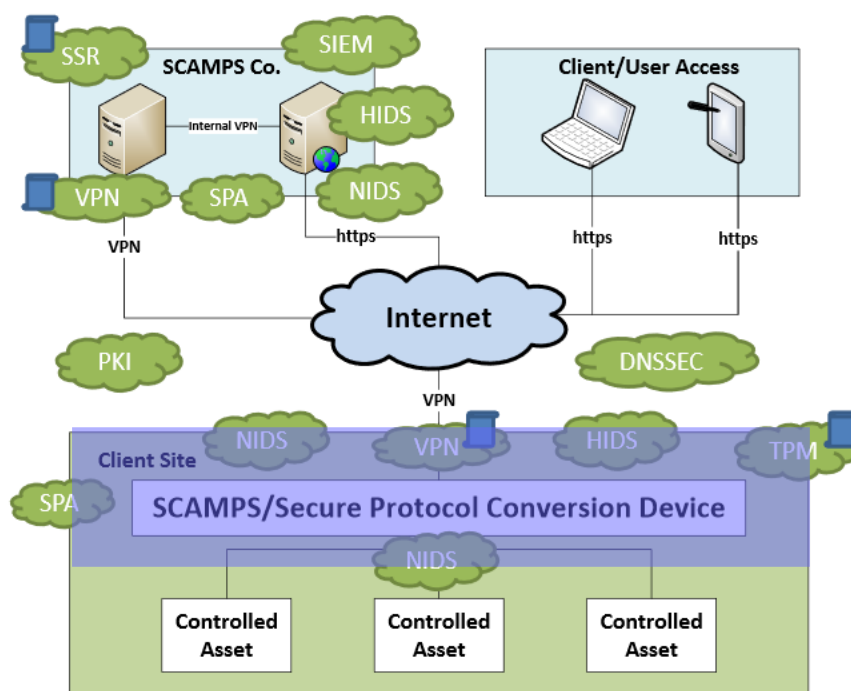 SSR
SCAMPS Co.
SIEM
Client/User Access
Internal VPN
HIDS
VPN
SPA
NIDS
VPN
https
https
https
Internet
PKI
DNSSEC
VPN
NIDS
VPN
HIDS
TPM
Client Site
SPA
SCAMPS/Secure Protocol Conversion Device
NIDS
Controlled
Asset
Controlled
Asset
Controlled
Asset